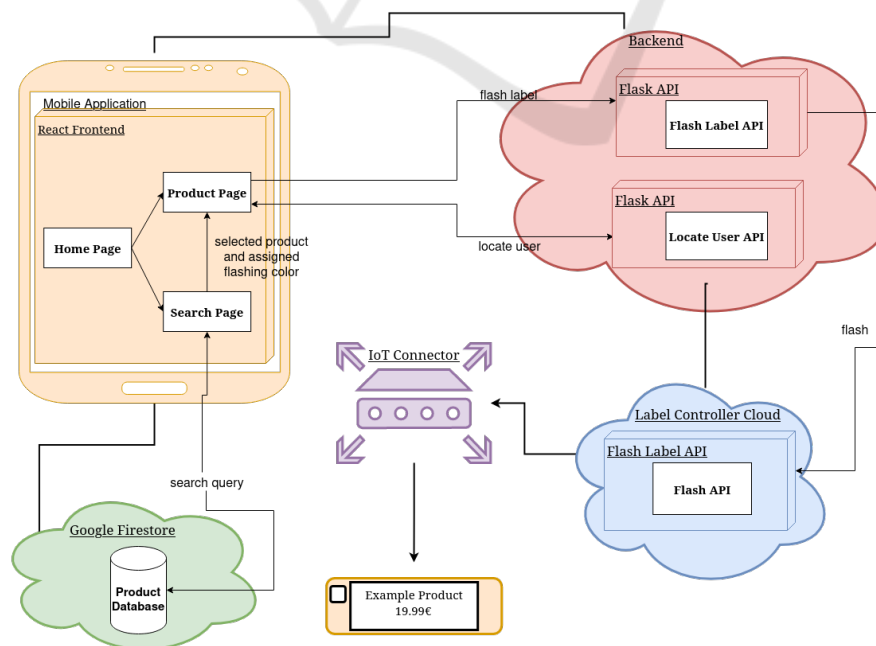 Backend
Flask API
flash label
Flash Label API
Mobile Application
React Frontend
Product Page
Flask API
Home Page
selected product
and assigned
flashing color
Locate User API
locate user
Search Page
flash
IoT Connector
Label Controller Cloud
Flash Label API
search query
Flash API
Google Firestore
Product
Database
Example Product
19.99€